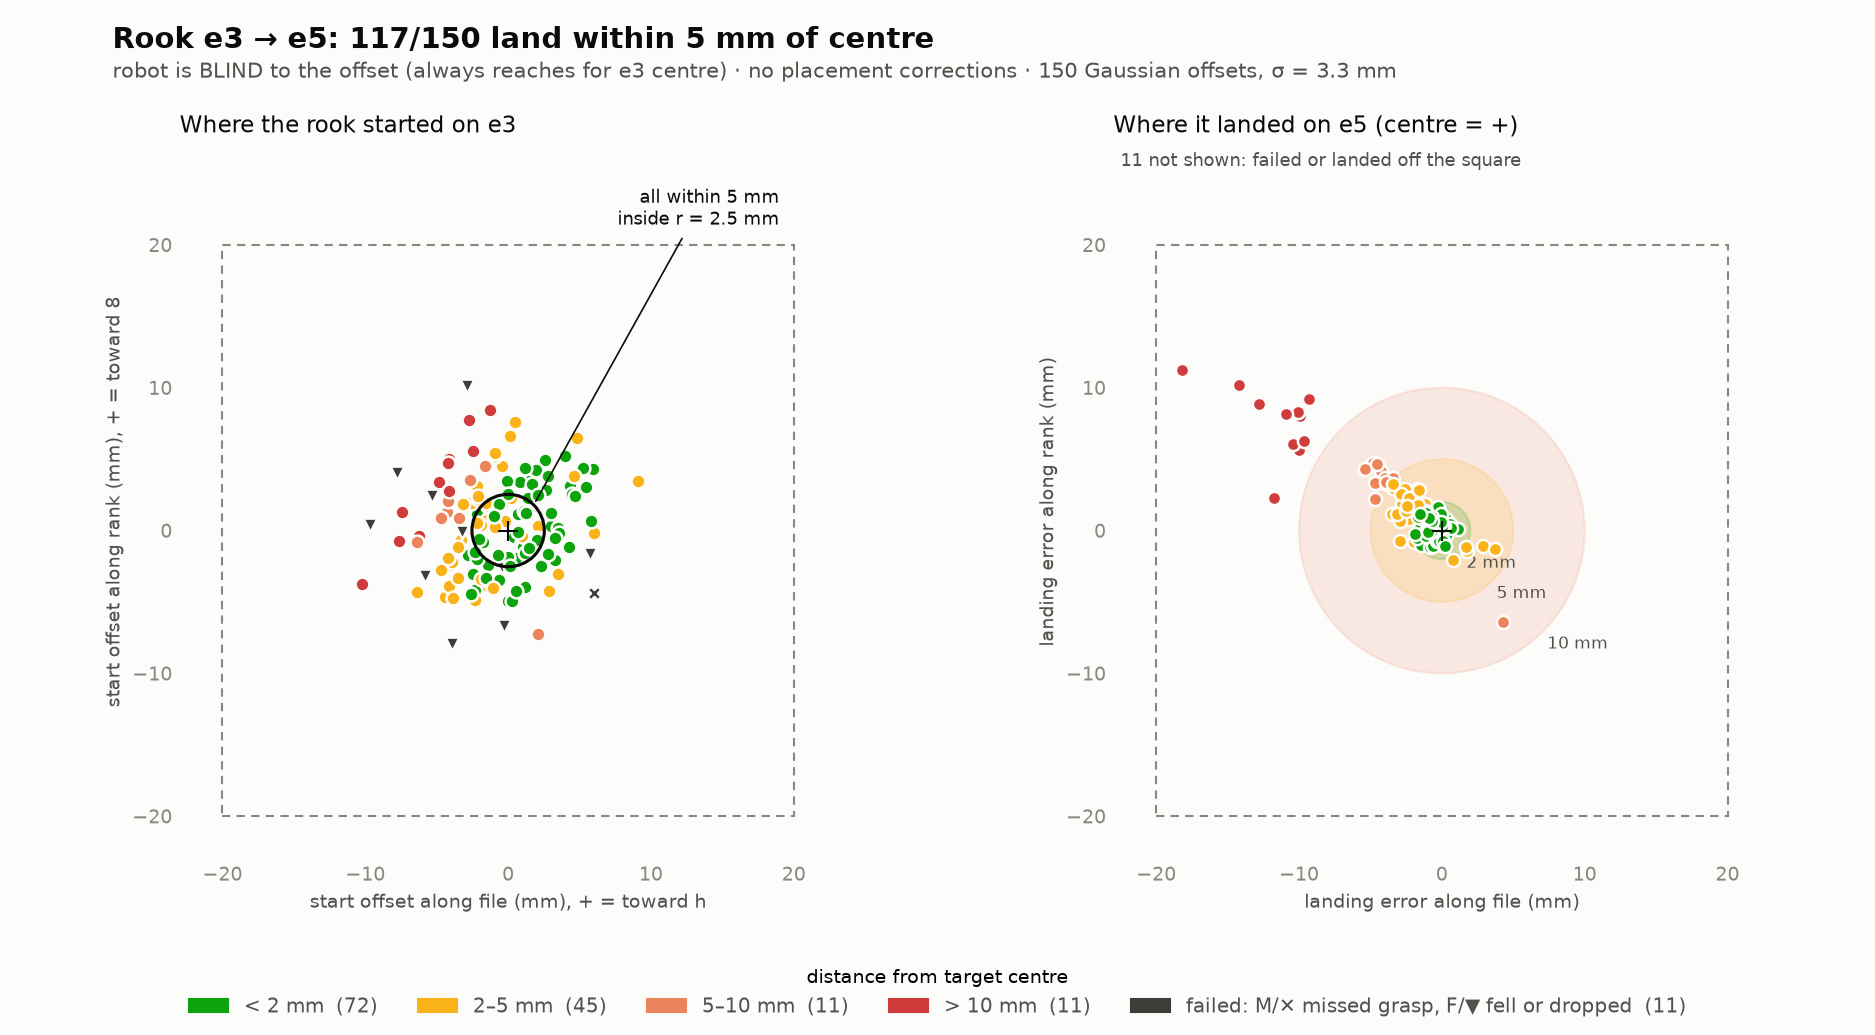 Rook e3 → e5: 117/150 land within 5 mm of centre
robot is BLIND to the offset (always reaches for e3 centre) · no placement corrections · 150 Gaussian offsets, σ = 3.3 mm
Where the rook started on e3
all within 5 mm
inside r = 2.5 mm
20
10
0
−10
−20
start offset along rank (mm), + = toward 8
−20
−10
0
10
20
start offset along file (mm), + = toward h
Where it landed on e5 (centre = +)
11 not shown: failed or landed off the square
20
10
0
−10
−20
landing error along rank (mm)
2 mm
5 mm
10 mm
−20
−10
0
10
20
landing error along file (mm)
distance from target centre
< 2 mm (72)
2–5 mm (45)
5–10 mm (11)
> 10 mm (11)
failed: M/× missed grasp, F/▼ fell or dropped (11)